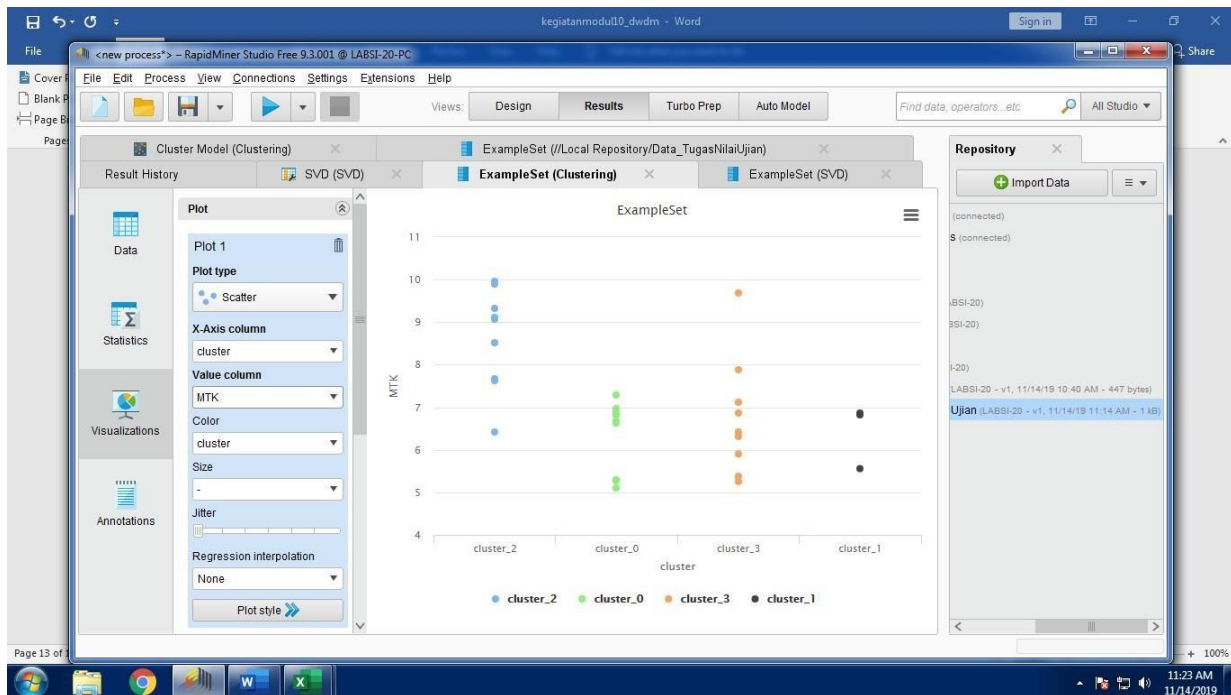 kegiatanmodul10_dwdm - Word
Sign in
File
Share
<new process*> – RapidMiner Studio Free 9.3.001 @ LABSI-20-PC
Cover P
Blank P
Page Br
Pages
File Edit Process View Connections Settings Extensions Help
Views: Design Results Turbo Prep Auto Model
Find data, operators...etc
All Studio
Cluster Model (Clustering)
ExampleSet (//Local Repository/Data_TugasNilaiUjian)
Result History
SVD (SVD)
ExampleSet (Clustering)
ExampleSet (SVD)
Repository
Import Data
(connected)
s (connected)
SI-20)
I-20)
LABSI-20 - v1, 11/14/19 10:40 AM - 447 bytes)
Ujian (LABSI-20 - v1, 11/14/19 11:14 AM - 1 kB)
Data
Statistics
Visualizations
Annotations
Plot
Plot 1
Plot type
Scatter
X-Axis column
cluster
Value column
MTK
Color
cluster
Size
-
Jitter
Regression interpolation
None
Plot style
ExampleSet
11
10
9
8
7
6
5
4
MTK
cluster_2 cluster_0 cluster_3 cluster_1
cluster
cluster_2 cluster_0 cluster_3 cluster_1
Page 13 of 1
100%
11:23 AM
11/14/2019